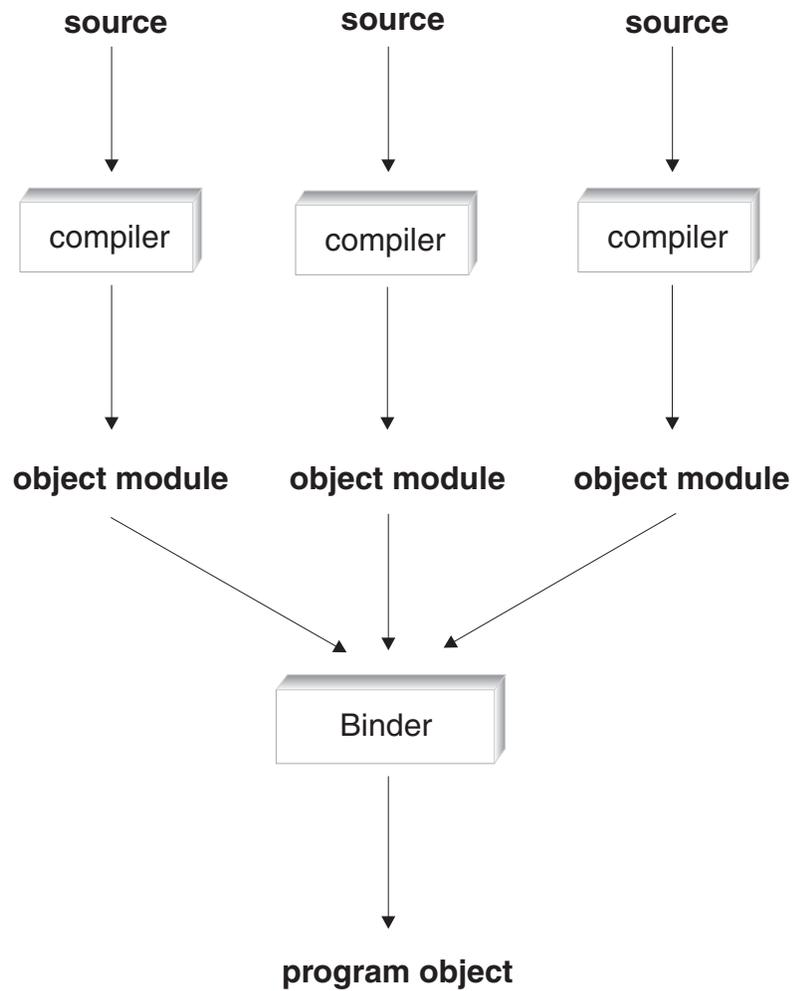 source
source
source
compiler
compiler
compiler
object module
object module
object module
Binder
program object